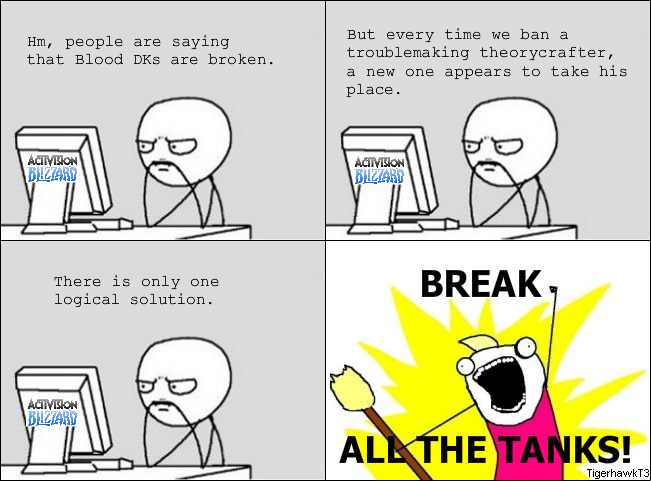 Hm, people are saying
that Blood DKs are broken.
ACTIVISION
BLIZZARD
But every time we ban a
troublemaking theorycrafter,
a new one appears to take his
place.
ACTIVISION
BLIZZARD
There is only one
logical solution.
ACTIVISION
BLIZZARD
BREAK
ALL THE TANKS!
TigerhawkT3